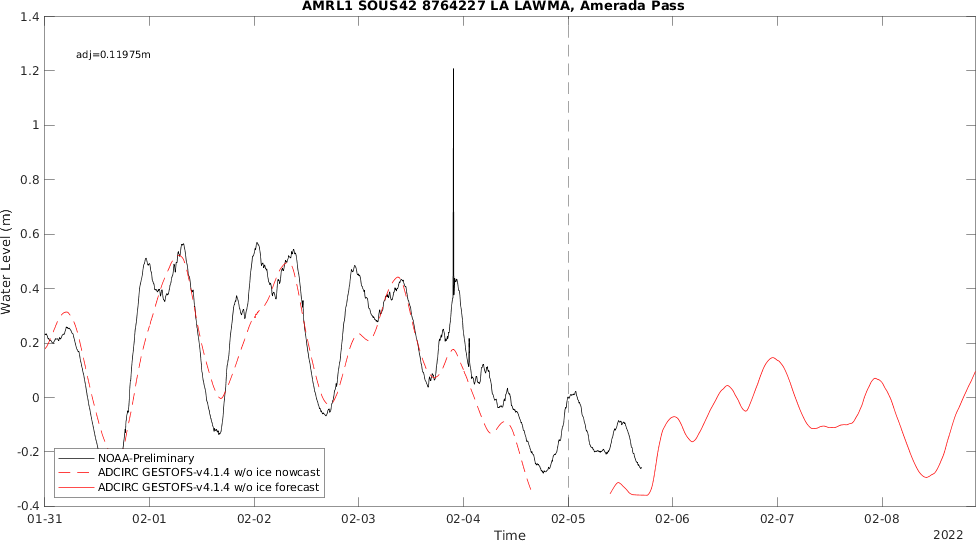 AMRL1 SOUS42 8764227 LA LAWMA, Amerada Pass
adj=0.11975m
1.4
1.2
1
0.8
0.6
0.4
0.2
0
-0.2
-0.4
Water Level (m)
NOAA-Preliminary
ADCIRC GESTOFS-v4.1.4 w/o ice nowcast
ADCIRC GESTOFS-v4.1.4 w/o ice forecast
01-31 02-01 02-02 02-03 02-04 02-05 02-06 02-07 02-08
Time
2022